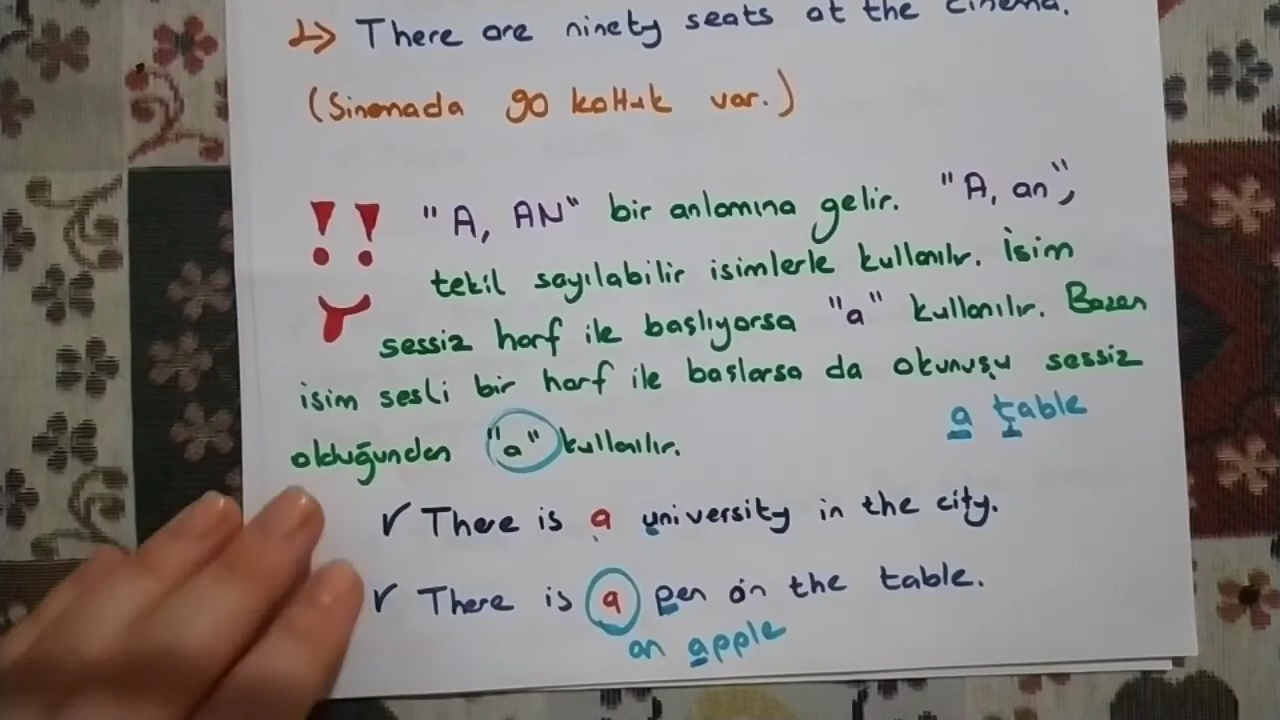 ↳> There are ninety seats at the cinema.
(Sinemada 90 koltuk var.)
!! "A, AN" bir anlamına gelir. "A, an",
tekil sayılabilir isimlerle kullanılır. İsim
sessiz harf ile başlıyorsa "a" kullanılır. Bazen
isim sesli bir harf ile başlarsa da okunuşu sessiz
olduğundan "a" kullanılır.
a table
✓ There is a university in the city.
✓ There is a pen on the table.
an apple